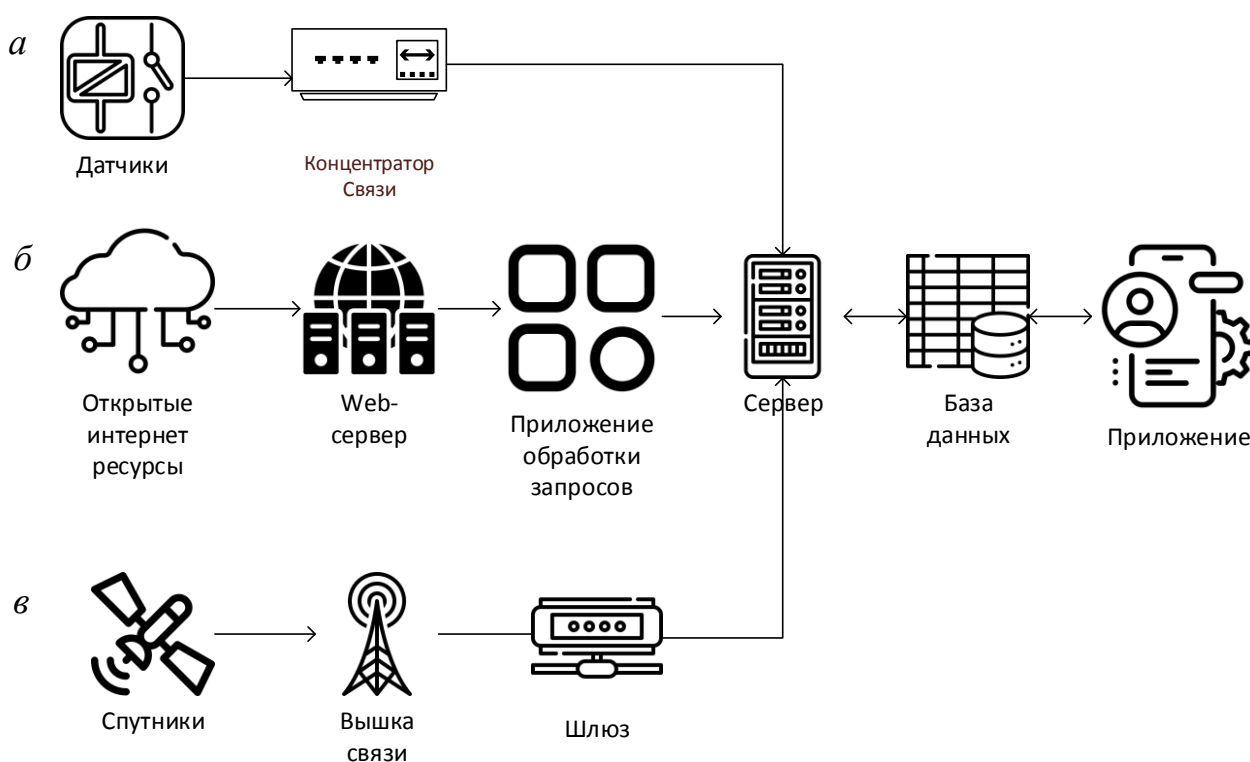 а
Датчики
Концентратор
Связи
б
Открытые
интернет
ресурсы
Web-
сервер
Приложение
обработки
запросов
Сервер
База
данных
Приложение
в
Спутники
Вышка
связи
Шлюз